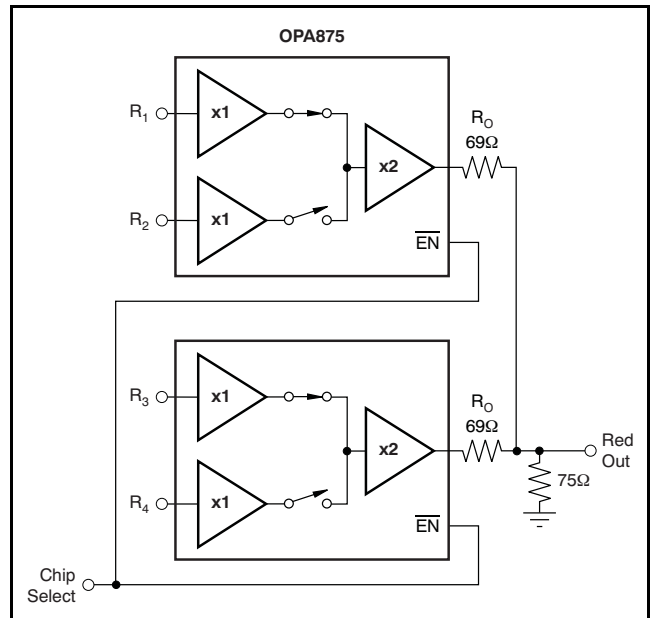 OPA875
R1
x1
R2
x1
x2
RO
69Ω
EN
R3
x1
R4
x1
x2
RO
69Ω
EN
Red
Out
75Ω
Chip
Select